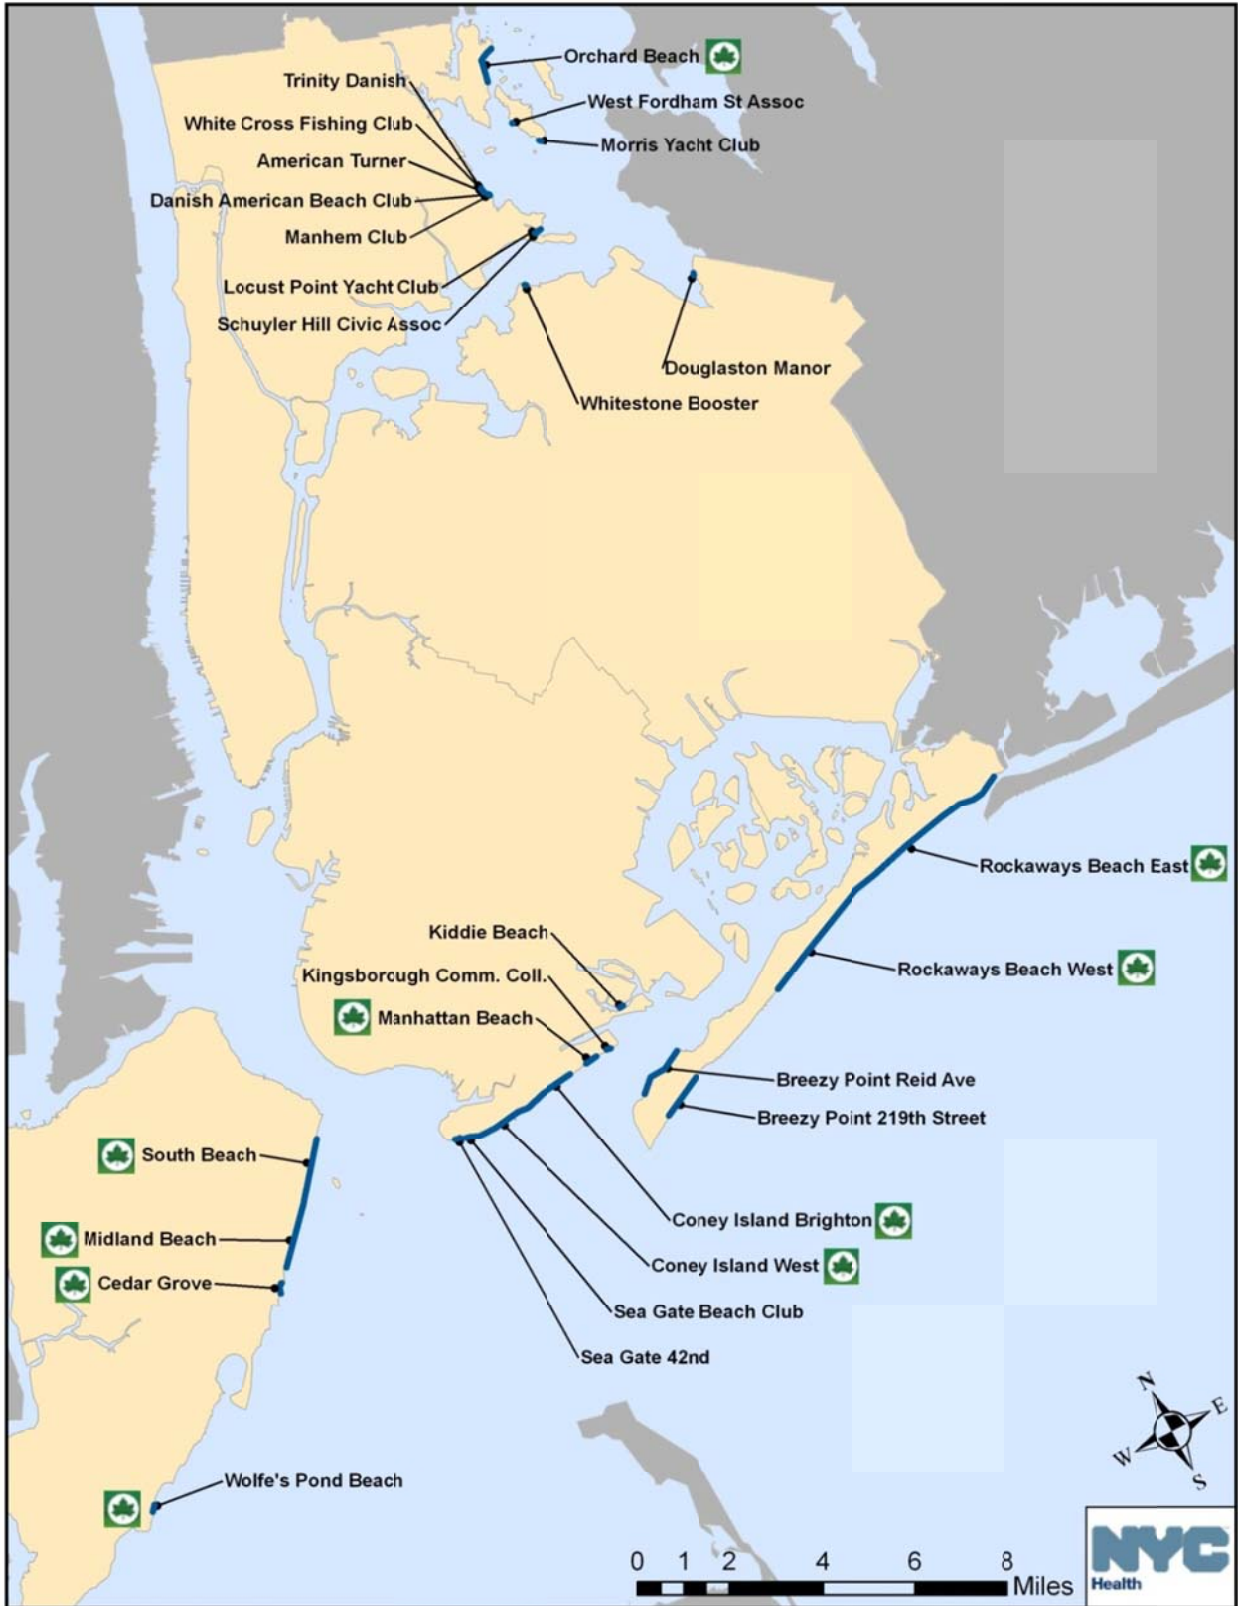 Orchard Beach
Trinity Danish
West Fordham St Assoc
White Cross Fishing Club
Morris Yacht Club
American Turner
Danish American Beach Club
Manhem Club
Locust Point Yacht Club
Schuyler Hill Civic Assoc
Douglaston Manor
Whitestone Booster
Rockaways Beach East
Kiddie Beach
Rockaways Beach West
Kingsborough Comm. Coll.
Manhattan Beach
Breezy Point Reid Ave
Breezy Point 219th Street
South Beach
Coney Island Brighton
Midland Beach
Coney Island West
Cedar Grove
Sea Gate Beach Club
Sea Gate 42nd
N
E
W
S
Wolfe's Pond Beach
0 1 2 4 6 8
Miles
NYC
Health